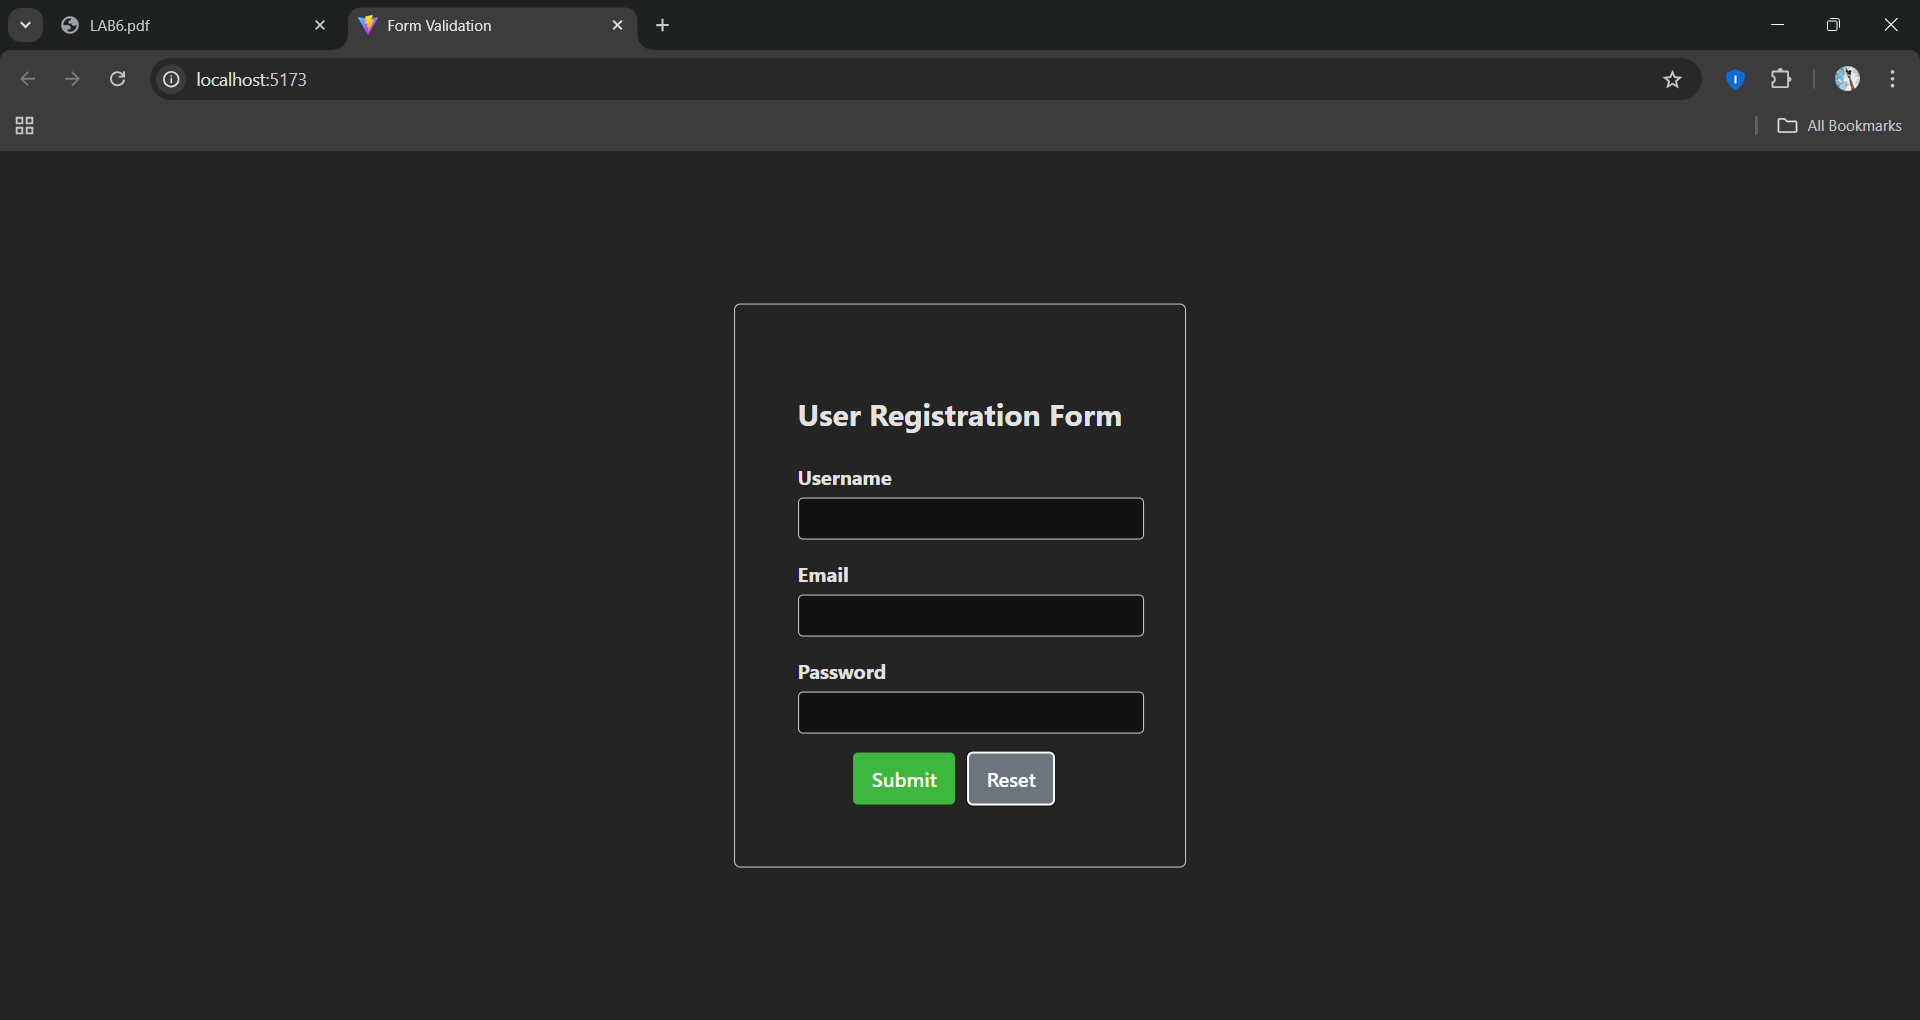 LAB6.pdf
Form Validation
localhost:5173
All Bookmarks
User Registration Form
Username
Email
Password
Submit
Reset